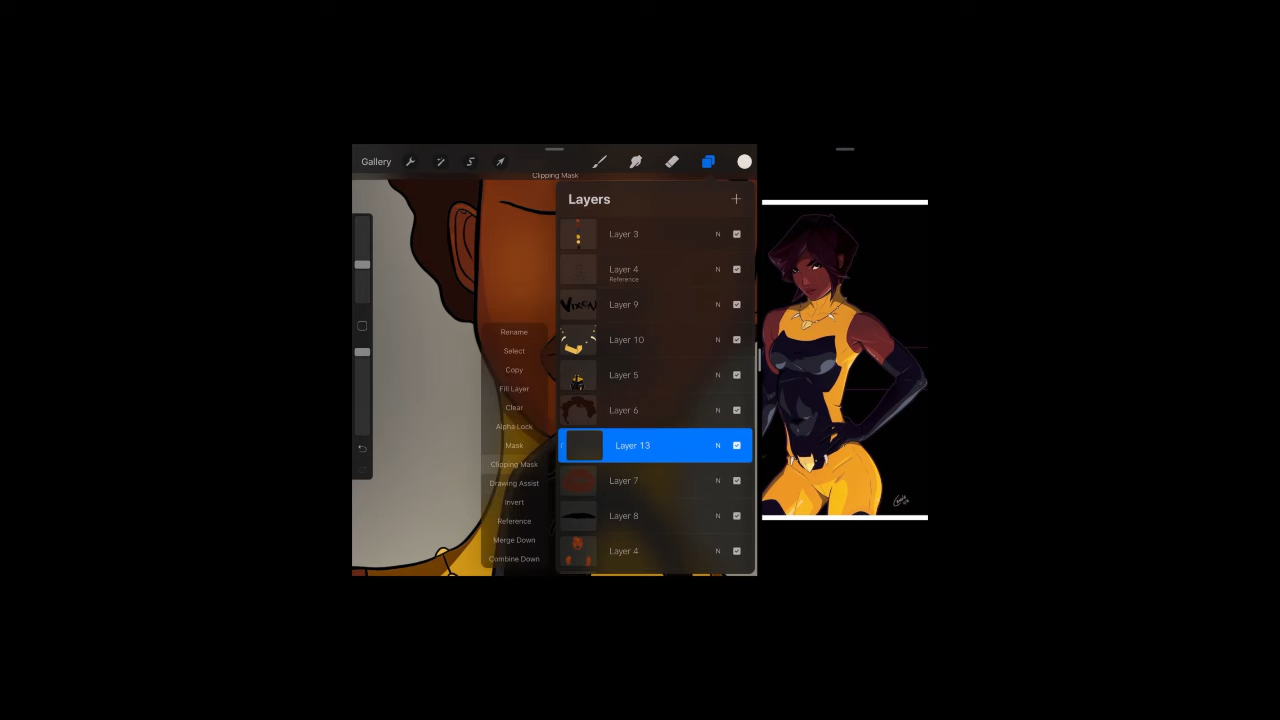 Gallery
Clipping Mask
Layers
Layer 3 N
Layer 4 N
Reference
Layer 9 N
VIXEN
Layer 10 N
Layer 5 N
Layer 6 N
Layer 13 N
Layer 7 N
Layer 8 N
Layer 4 N
Rename
Select
Copy
Fill Layer
Clear
Alpha Lock
Mask
Clipping Mask
Drawing Assist
Invert
Reference
Merge Down
Combine Down